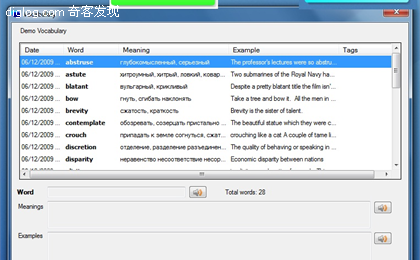 diglog.com 奇客发现
Demo Vocabulary
Date Word Meaning Example Tags
06/12/2009 ... abstruse глубокомысленный, серьезный The professor's lectures were so abstru...
06/12/2009 ... astute хитроумный, хитрый, ловкий, ковар... Two submarines of the Royal Navy ha...
06/12/2009 ... blatant вульгарный, крикливый Despite a pretty blatant title the film isn'...
06/12/2009 ... bow гнуть, сгибать наклонять Take a tree and bow it. All the men in ...
06/12/2009 ... brevity сжатость, краткость Brevity is the sister of talent.
06/12/2009 ... contemplate обозревать, созерцать пристально ... The beautiful statue which they were c...
06/12/2009 ... crouch припадать к земле согнуться, сжат... crouching like a cat A couple of tame li...
06/12/2009 ... discretion отделение, разделение разъединен... The quality of behaving or speaking in ...
06/12/2009 ... disparity неравенство несоответствие несор... Economic disparity between nations
Word Total words: 28
Meanings
Examples